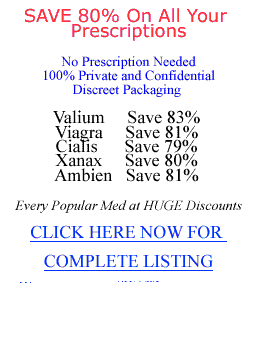 SAVE 80% On All Your
Prescriptions
No Prescription Needed
100% Private and Confidential
Discreet Packaging
Valium Save 83%
Viagra Save 81%
Cialis Save 79%
Xanax Save 80%
Ambien Save 81%
Every Popular Med at HUGE Discounts
CLICK HERE NOW FOR
COMPLETE LISTING